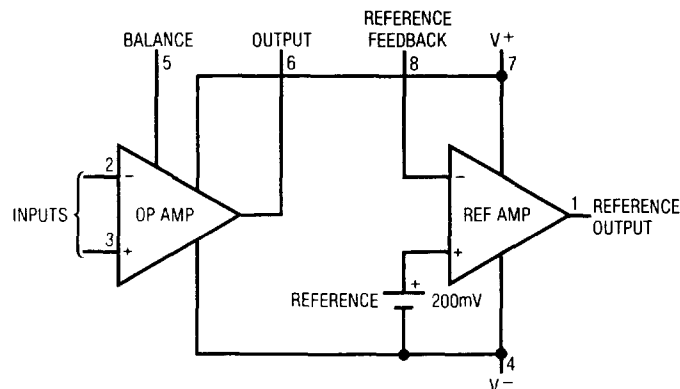 REFERENCE
BALANCE OUTPUT FEEDBACK V+
5 6 8 7
2
−
INPUTS OP AMP
3
+
−
REF AMP
1 REFERENCE
OUTPUT
+
+
REFERENCE 200mV
4
V−